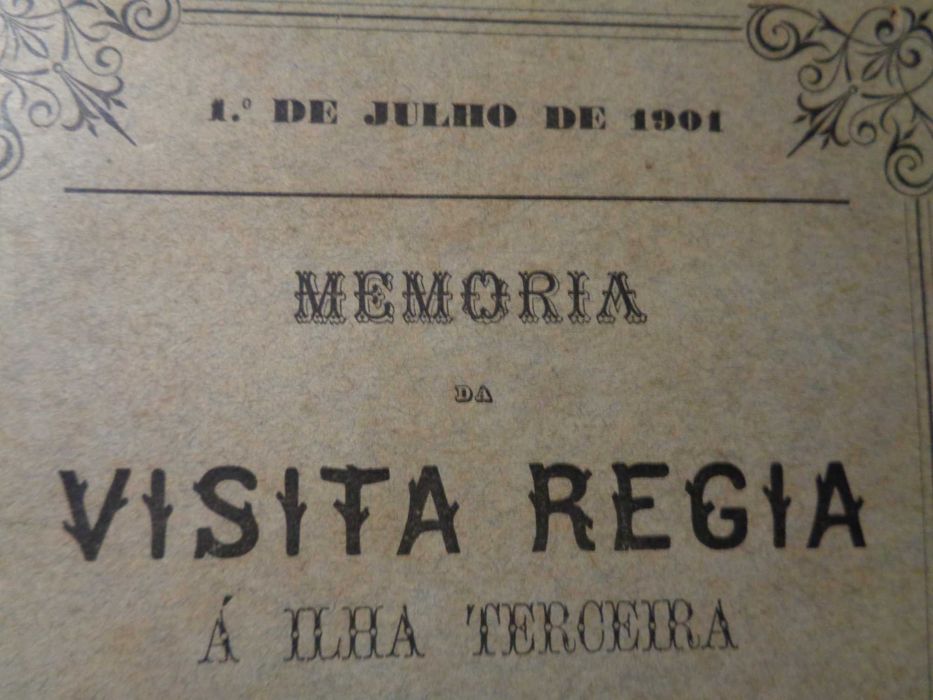 1.º DE JULHO DE 1901
MEMORIA
DA
VISITA REGIA
Á ILHA TERCEIRA